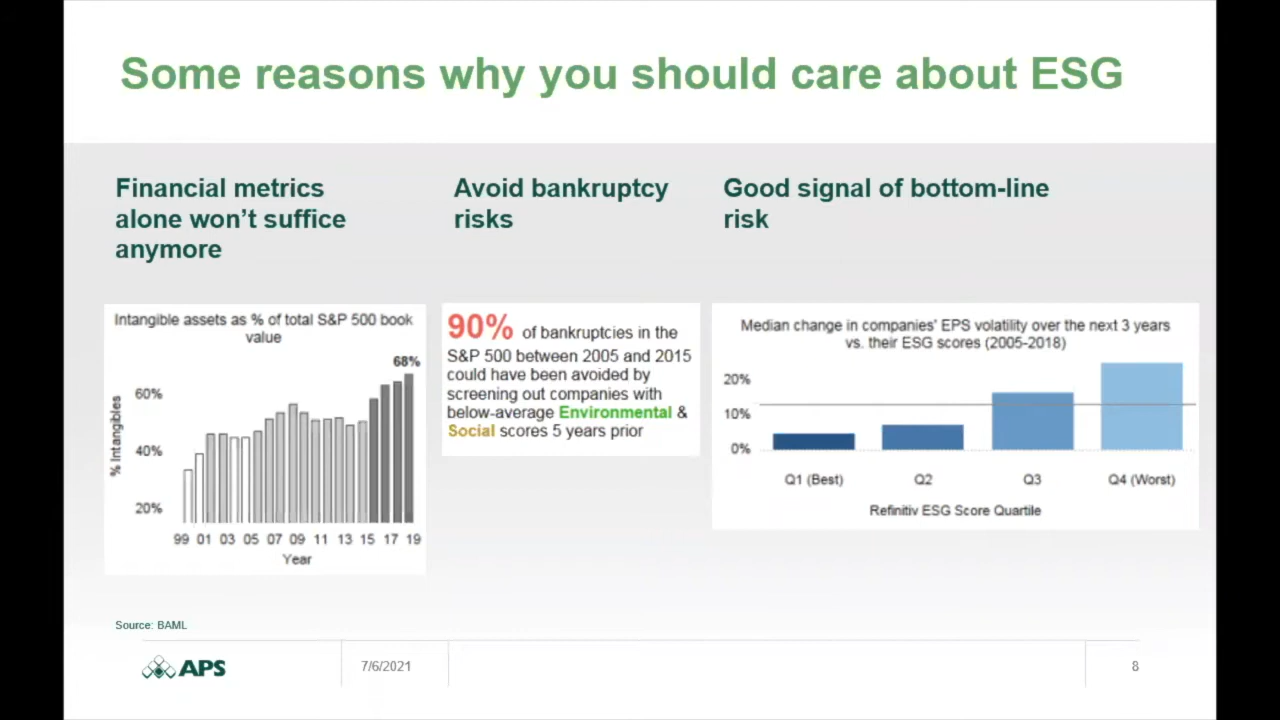 Some reasons why you should care about ESG
Financial metrics
alone won’t suffice
anymore
Avoid bankruptcy
risks
Good signal of bottom-line
risk
Intangible assets as % of total S&P 500 book
value
68%
60%
40%
20%
% Intangibles
99 01 03 05 07 09 11 13 15 17 19
Year
90% of bankruptcies in the
S&P 500 between 2005 and 2015
could have been avoided by
screening out companies with
below-average Environmental &
Social scores 5 years prior
Median change in companies' EPS volatility over the next 3 years
vs. their ESG scores (2005-2018)
20%
10%
0%
Q1 (Best) Q2 Q3 Q4 (Worst)
Refinitiv ESG Score Quartile
Source: BAML
APS
7/6/2021
8